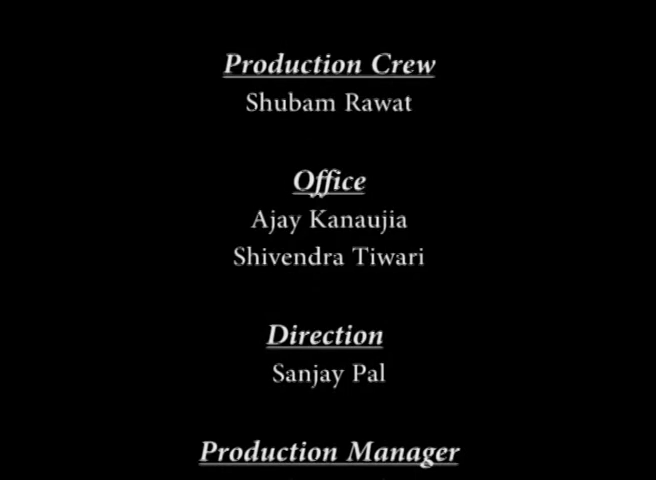 Production Crew
Shubam Rawat
Office
Ajay Kanaujia
Shivendra Tiwari
Direction
Sanjay Pal
Production Manager